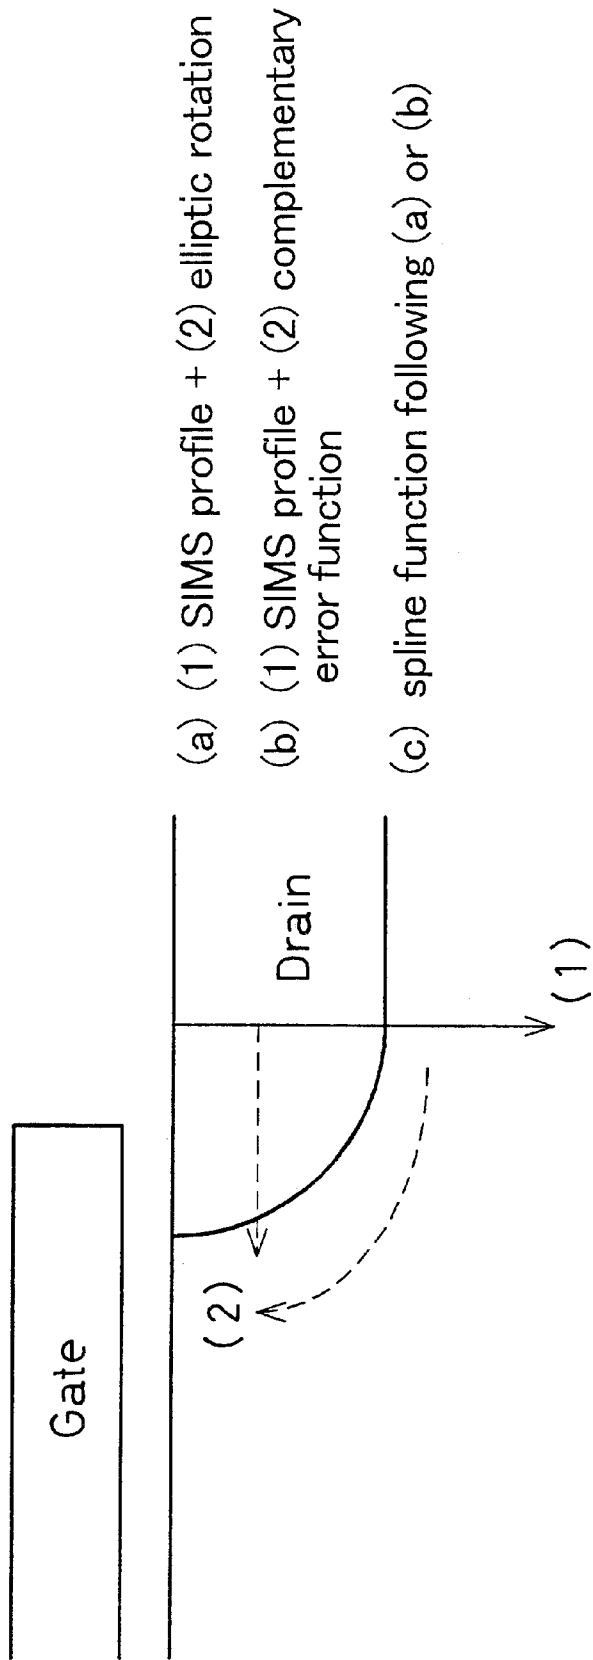 Gate
Drain
(1)
(2)
(a) (1) SIMS profile + (2) elliptic rotation
(b) (1) SIMS profile + (2) complementary
error function
(c) spline function following (a) or (b)